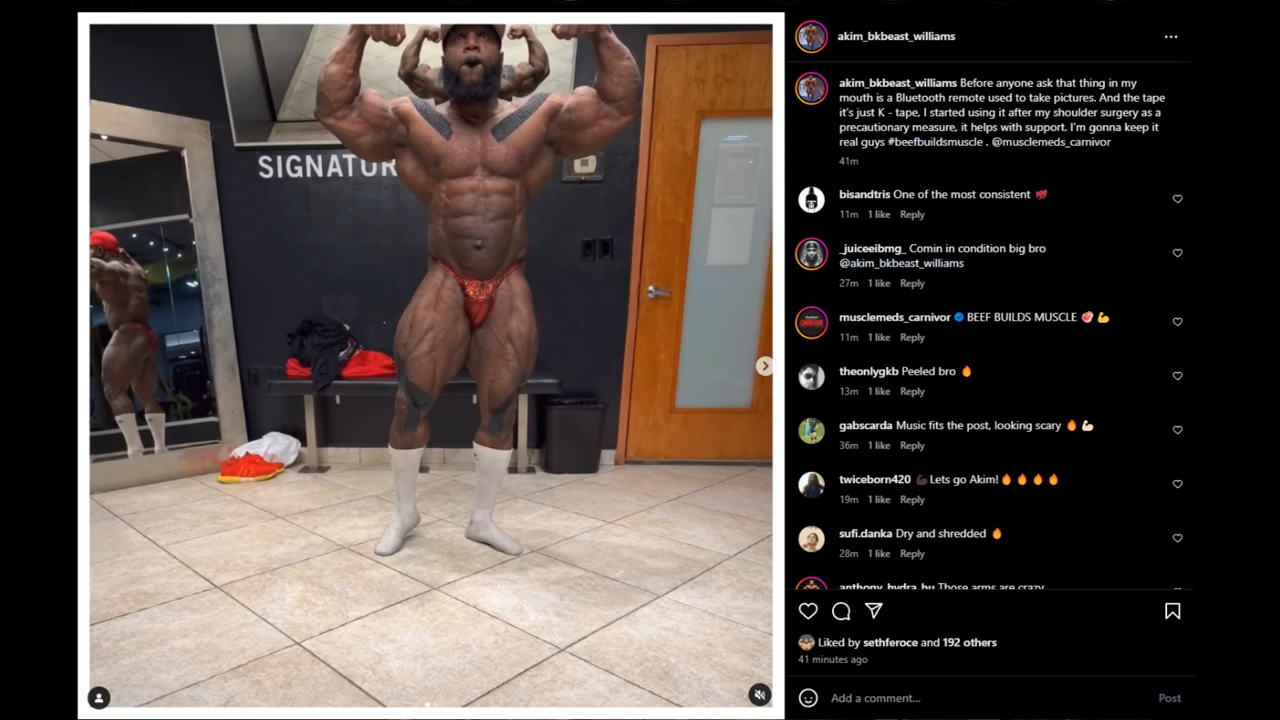 SIGNATUR
akim_bkbeast_williams
akim_bkbeast_williams Before anyone ask that thing in my
mouth is a Bluetooth remote used to take pictures. And the tape
it's just K - tape, I started using it after my shoulder surgery as a
precautionary measure, it helps with support. I'm gonna keep it
real guys #beefbuildsmuscle . @musclemeds_carnivor
41m
bisandtris One of the most consistent 💯
11m 1 like Reply
_juiceeibmg_ Comin in condition big bro
@akim_bkbeast_williams
27m 1 like Reply
musclemeds_carnivor BEEF BUILDS MUSCLE 🥩 💪
11m 1 like Reply
theonlygkb Peeled bro 🔥
13m 1 like Reply
gabscarda Music fits the post, looking scary 🔥 💪🏻
36m 1 like Reply
twiceborn420 💪🏿 Lets go Akim!🔥🔥🔥🔥
19m 1 like Reply
sufi.danka Dry and shredded 🔥
28m 1 like Reply
anthony_hydra_hu Those arms are crazy
Liked by sethferoce and 192 others
41 minutes ago
Add a comment... Post